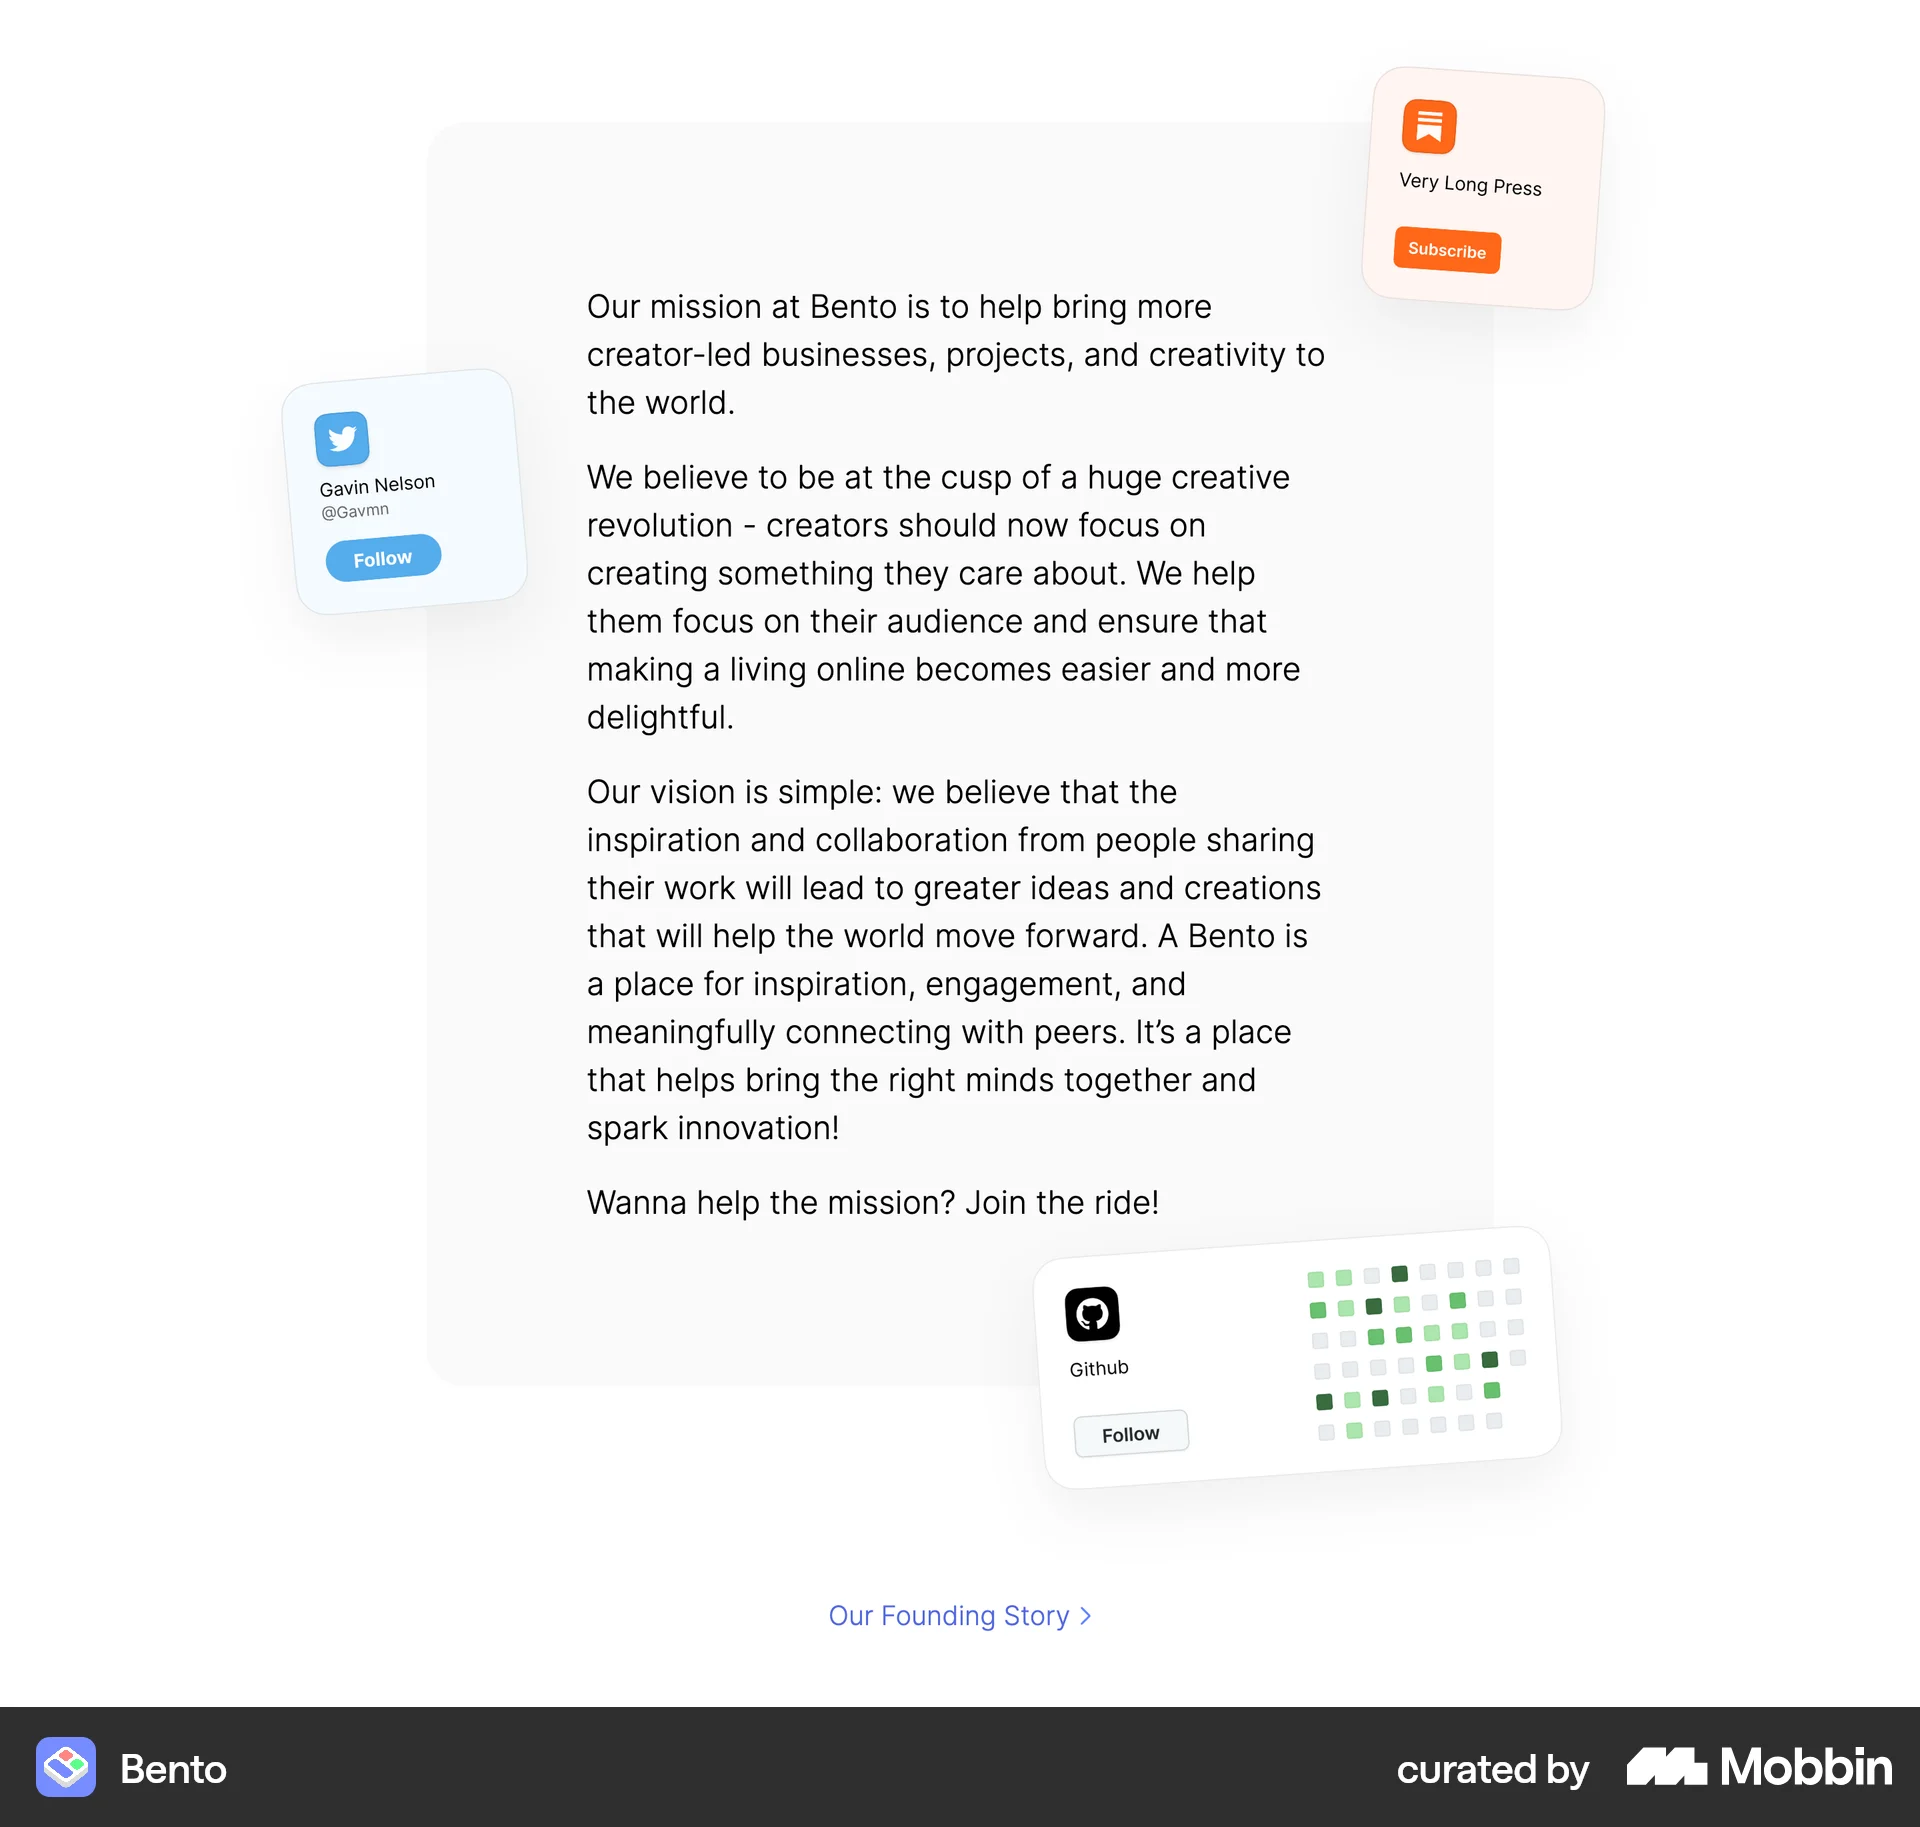 Very Long Press
Subscribe
Our mission at Bento is to help bring more
creator-led businesses, projects, and creativity to
the world.
Gavin Nelson
@Gavmn
Follow
We believe to be at the cusp of a huge creative
revolution - creators should now focus on
creating something they care about. We help
them focus on their audience and ensure that
making a living online becomes easier and more
delightful.
Our vision is simple: we believe that the
inspiration and collaboration from people sharing
their work will lead to greater ideas and creations
that will help the world move forward. A Bento is
a place for inspiration, engagement, and
meaningfully connecting with peers. It’s a place
that helps bring the right minds together and
spark innovation!
Wanna help the mission? Join the ride!
Github
Follow
Our Founding Story >
Bento
curated by Mobbin